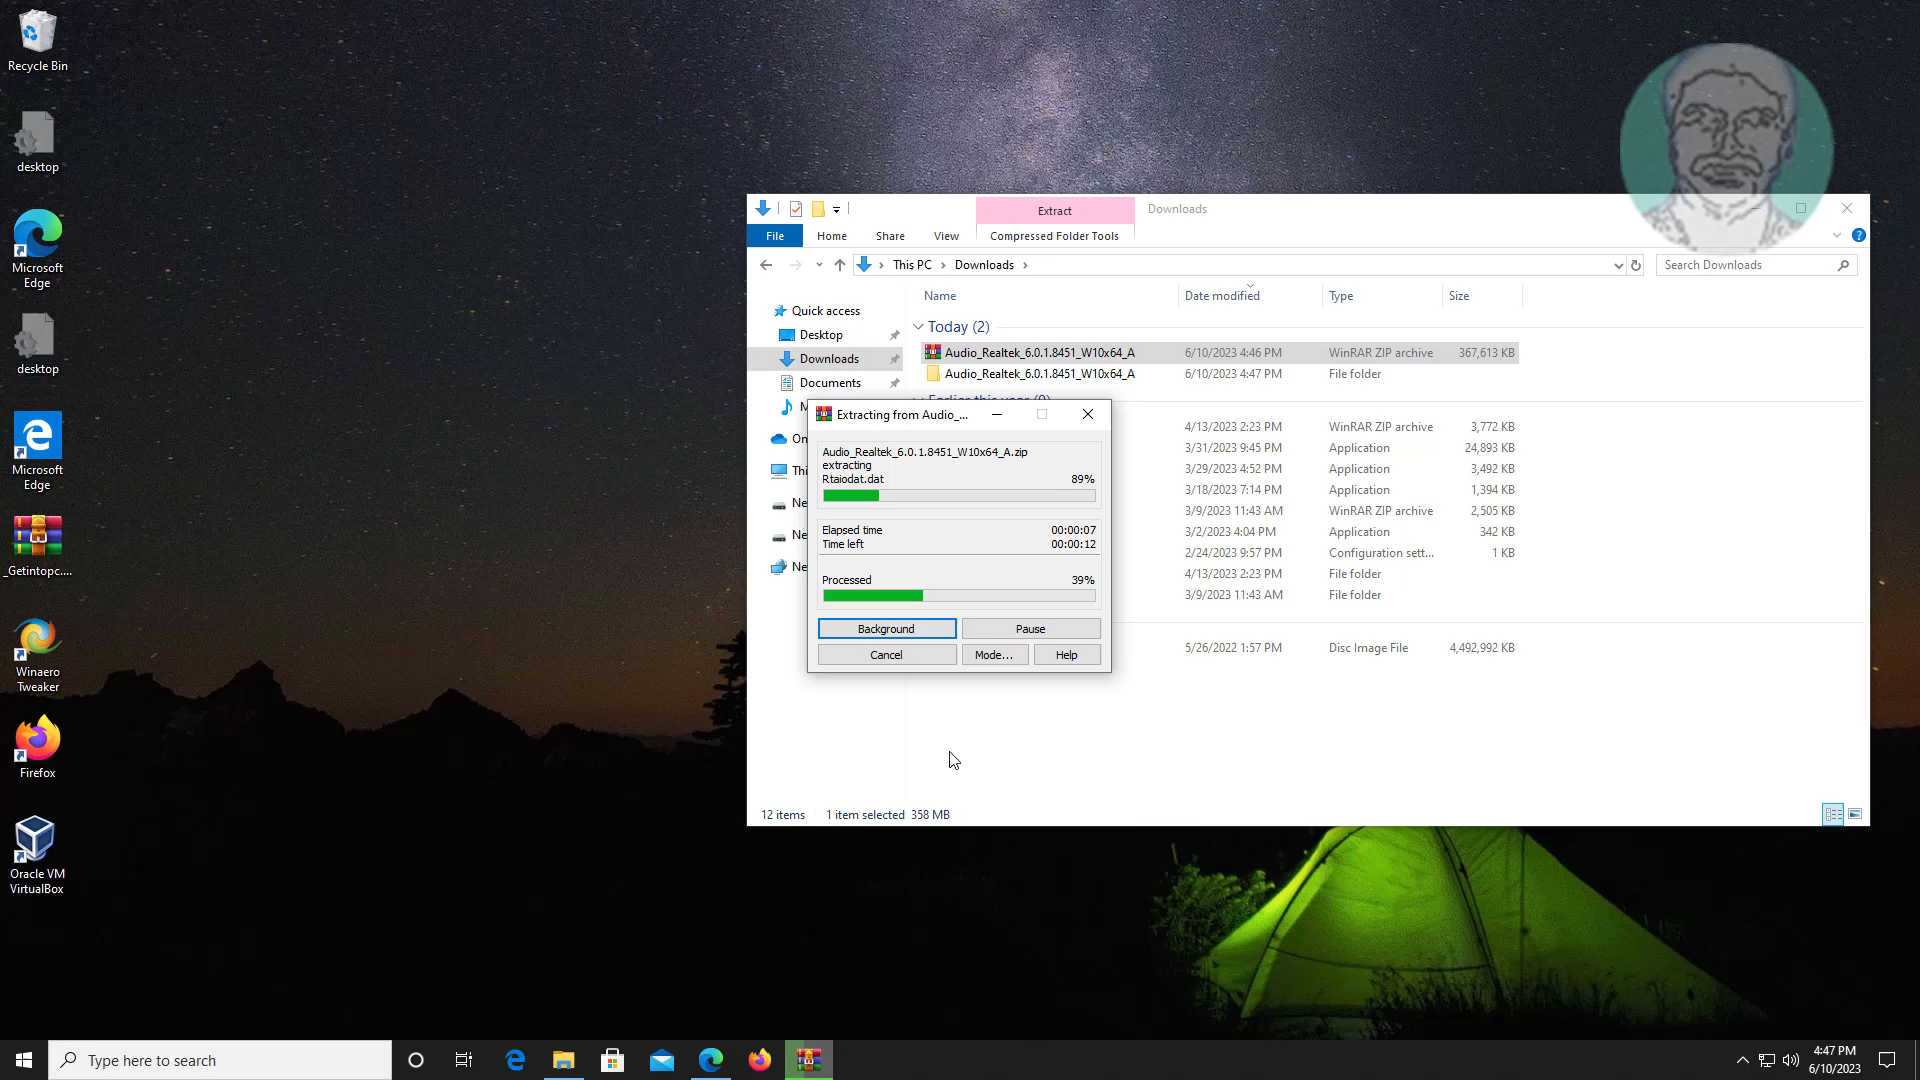 Recycle Bin
desktop
Microsoft
Edge
desktop
Microsoft
Edge
_Getintopc....
Winaero
Tweaker
Firefox
Oracle VM
VirtualBox
Extract
Downloads
File
Home
Share
View
Compressed Folder Tools
This PC
Downloads
Search Downloads
Name
Date modified
Type
Size
Quick access
Desktop
Downloads
Documents
M
On
Thi
Ne
Ne
Ne
Today (2)
Audio_Realtek_6.0.1.8451_W10x64_A 6/10/2023 4:46 PM WinRAR ZIP archive 367,613 KB
Audio_Realtek_6.0.1.8451_W10x64_A 6/10/2023 4:47 PM File folder
Earlier this year (9)
4/13/2023 2:23 PM WinRAR ZIP archive 3,772 KB
3/31/2023 9:45 PM Application 24,893 KB
3/29/2023 4:52 PM Application 3,492 KB
3/18/2023 7:14 PM Application 1,394 KB
3/9/2023 11:43 AM WinRAR ZIP archive 2,505 KB
3/2/2023 4:04 PM Application 342 KB
2/24/2023 9:57 PM Configuration sett... 1 KB
4/13/2023 2:23 PM File folder
3/9/2023 11:43 AM File folder
5/26/2022 1:57 PM Disc Image File 4,492,992 KB
Extracting from Audio_...
Audio_Realtek_6.0.1.8451_W10x64_A.zip
extracting
Rtaiodat.dat 89%
Elapsed time 00:00:07
Time left 00:00:12
Processed 39%
Background
Pause
Cancel
Mode...
Help
12 items 1 item selected 358 MB
Type here to search
4:47 PM
6/10/2023